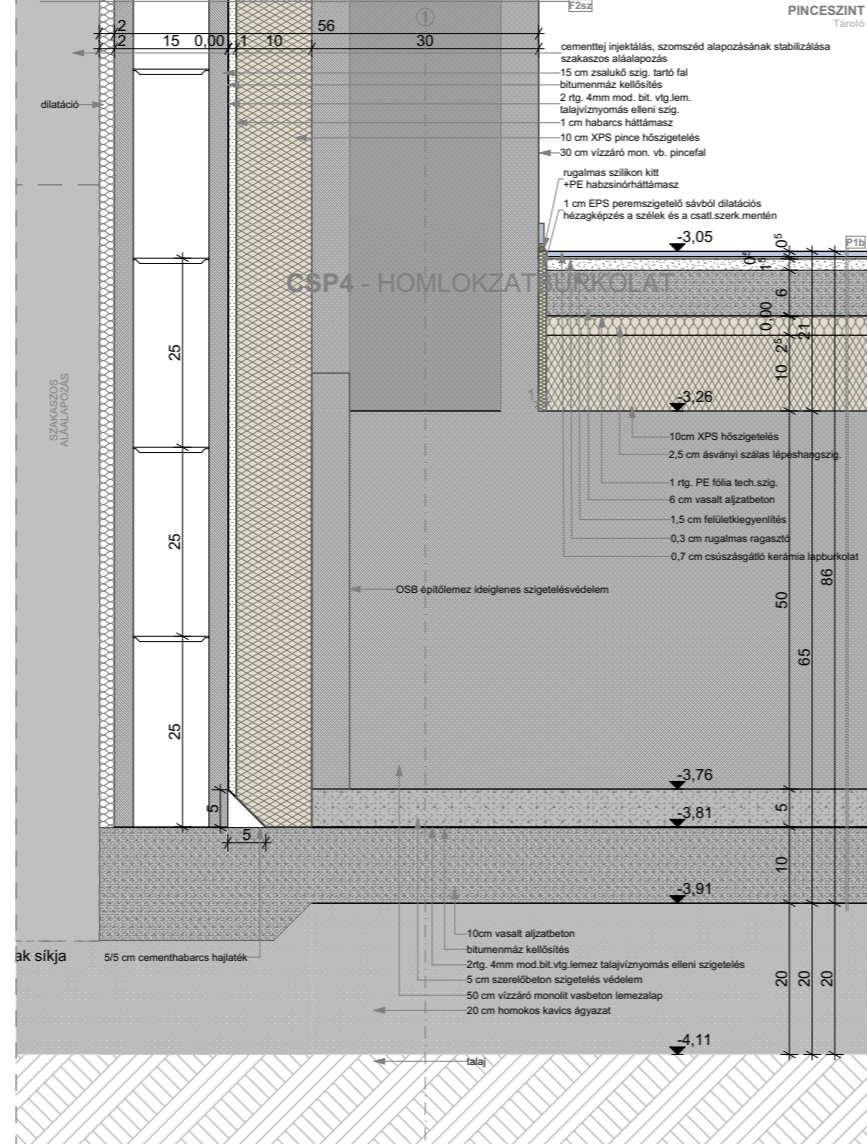 F2sz
PINCESZINT
Tároló
1
2
56
2
15
0,00
1
10
30
cementtej injektálás, szomszéd alapozásának stabilizálása
szakaszos aláalapozás
15 cm zsalukő szig. tartó fal
bitumenmáz kellősítés
2 rtg. 4mm mod. bit. vtg.lem.
talajvíznyomás elleni szig.
1 cm habarcs háttámasz
10 cm XPS pince hőszigetelés
30 cm vízzáró mon. vb. pincefal
dilatáció
rugalmas szilikon kitt
+PE habzsinórháttámasz
1 cm EPS peremszigetelő sávból dilatációs
hézagképzés a szélek és a csatl.szerk.mentén
-3,05
P1b
0⁵
0⁵
1⁵
6
0,00
21
2⁵
10
CSP4 - HOMLOKZATBURKOLAT
25
SZAKASZOS
ALÁALAPOZÁS
1
-3,26
10cm XPS hőszigetelés
2,5 cm ásványi szálas lépéshangszig.
1 rtg. PE fólia tech.szig.
6 cm vasalt aljzatbeton
1,5 cm felületkiegyenlítés
0,3 cm rugalmas ragasztó
0,7 cm csúszásgátló kerámia lapburkolat
25
OSB építőlemez ideiglenes szigetelésvédelem
50
86
65
25
-3,76
5
5
-3,81
5
10
-3,91
10cm vasalt aljzatbeton
bitumenmáz kellősítés
2rtg. 4mm mod.bit.vtg.lemez talajvíznyomás elleni szigetelés
5 cm szerelőbeton szigetelés védelem
50 cm vízzáró monolit vasbeton lemezalap
20 cm homokos kavics ágyazat
ak síkja
5/5 cm cementhabarcs hajlaték
20
20
20
-4,11
talaj